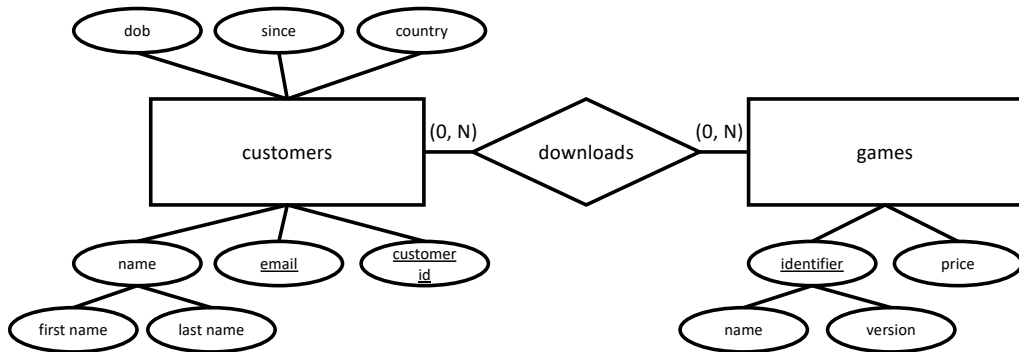 dob
since
country
(0, N)
(0, N)
customers
downloads
games
name
email
customer
id
identifier
price
first name
last name
name
version